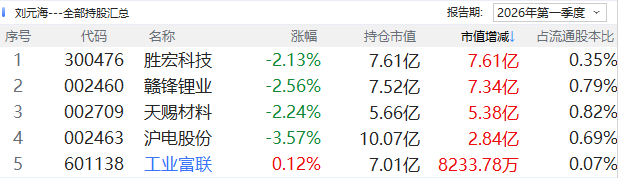 刘元海---全部持股汇总 报告期: 2026年第一季度
序号 代码 名称 涨幅 持仓市值 市值增减↓ 占流通股本比
1 300476 胜宏科技 -2.13% 7.61亿 7.61亿 0.35%
2 002460 赣锋锂业 -2.56% 7.52亿 7.34亿 0.79%
3 002709 天赐材料 -2.24% 5.66亿 5.38亿 0.82%
4 002463 沪电股份 -3.57% 10.07亿 2.84亿 0.69%
5 601138 工业富联 0.12% 7.01亿 8233.78万 0.07%